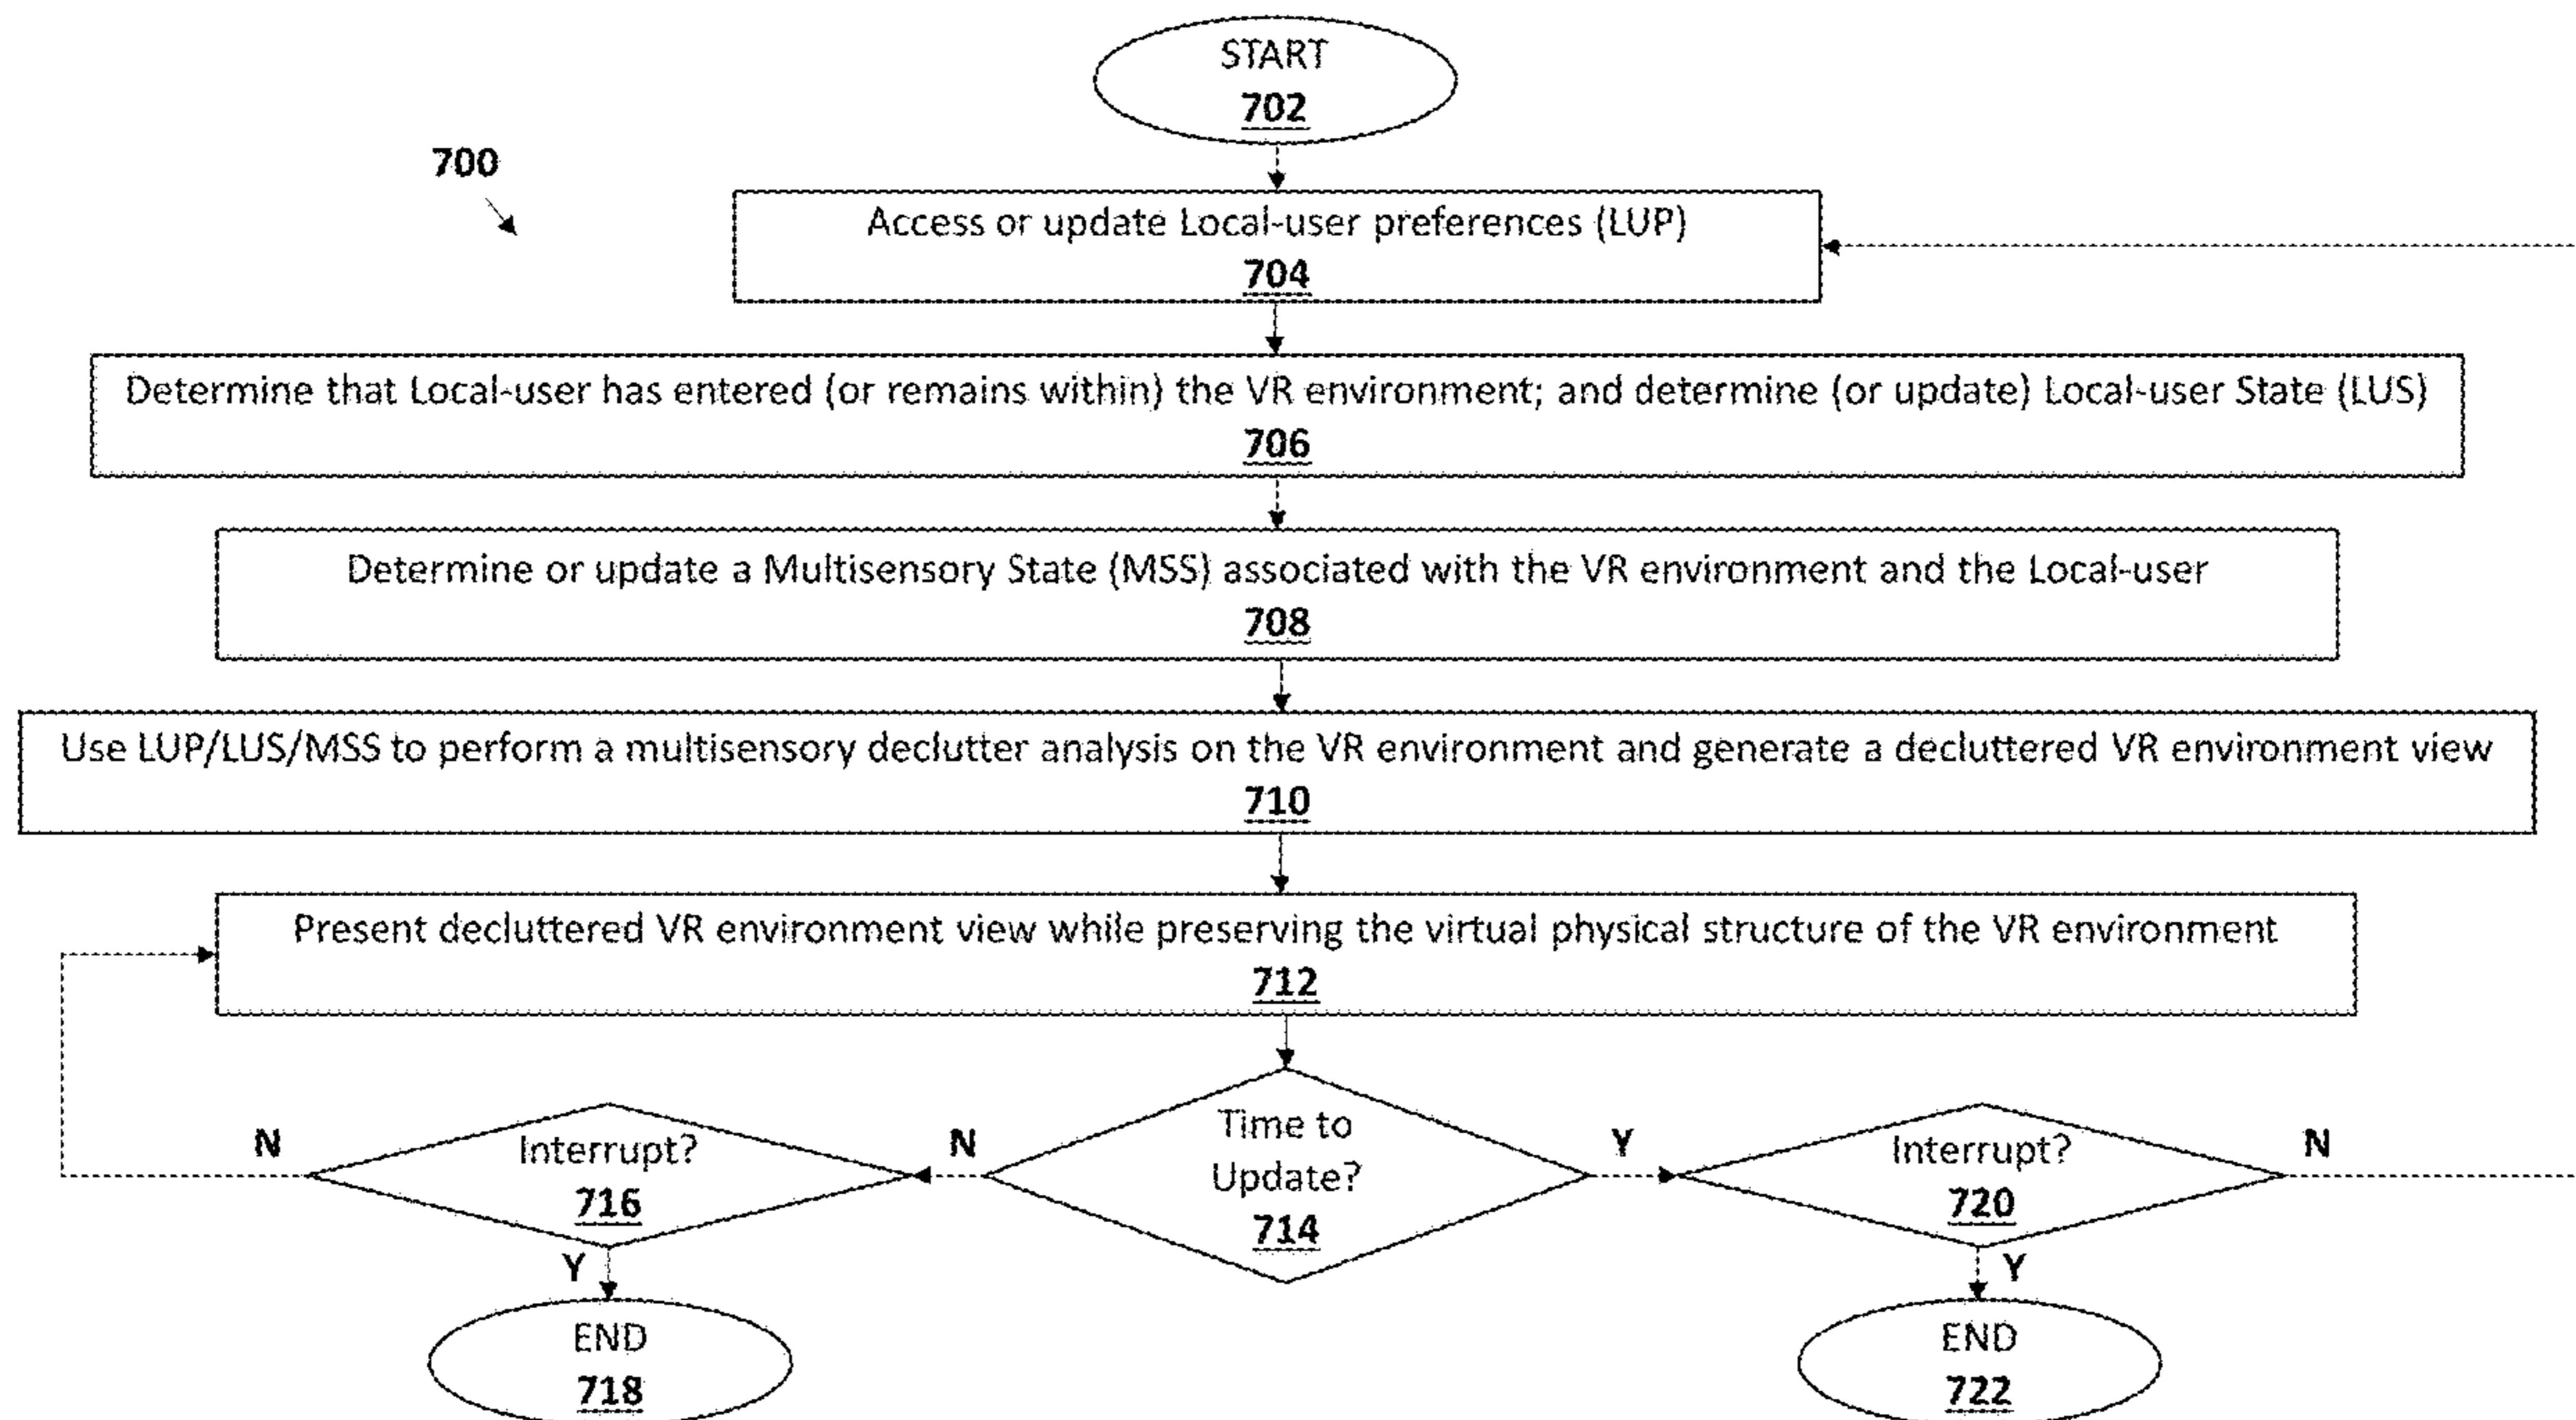 START
702
700
Access or update Local-user preferences (LUP)
704
Determine that Local-user has entered (or remains within) the VR environment; and determine (or update) Local-user State (LUS)
706
Determine or update a Multisensory State (MSS) associated with the VR environment and the Local-user
708
Use LUP/LUS/MSS to perform a multisensory declutter analysis on the VR environment and generate a decluttered VR environment view
710
Present decluttered VR environment view while preserving the virtual physical structure of the VR environment
712
N
Interrupt?
716
N
Time to
Update?
714
Y
Interrupt?
720
N
Y
Y
END
718
END
722